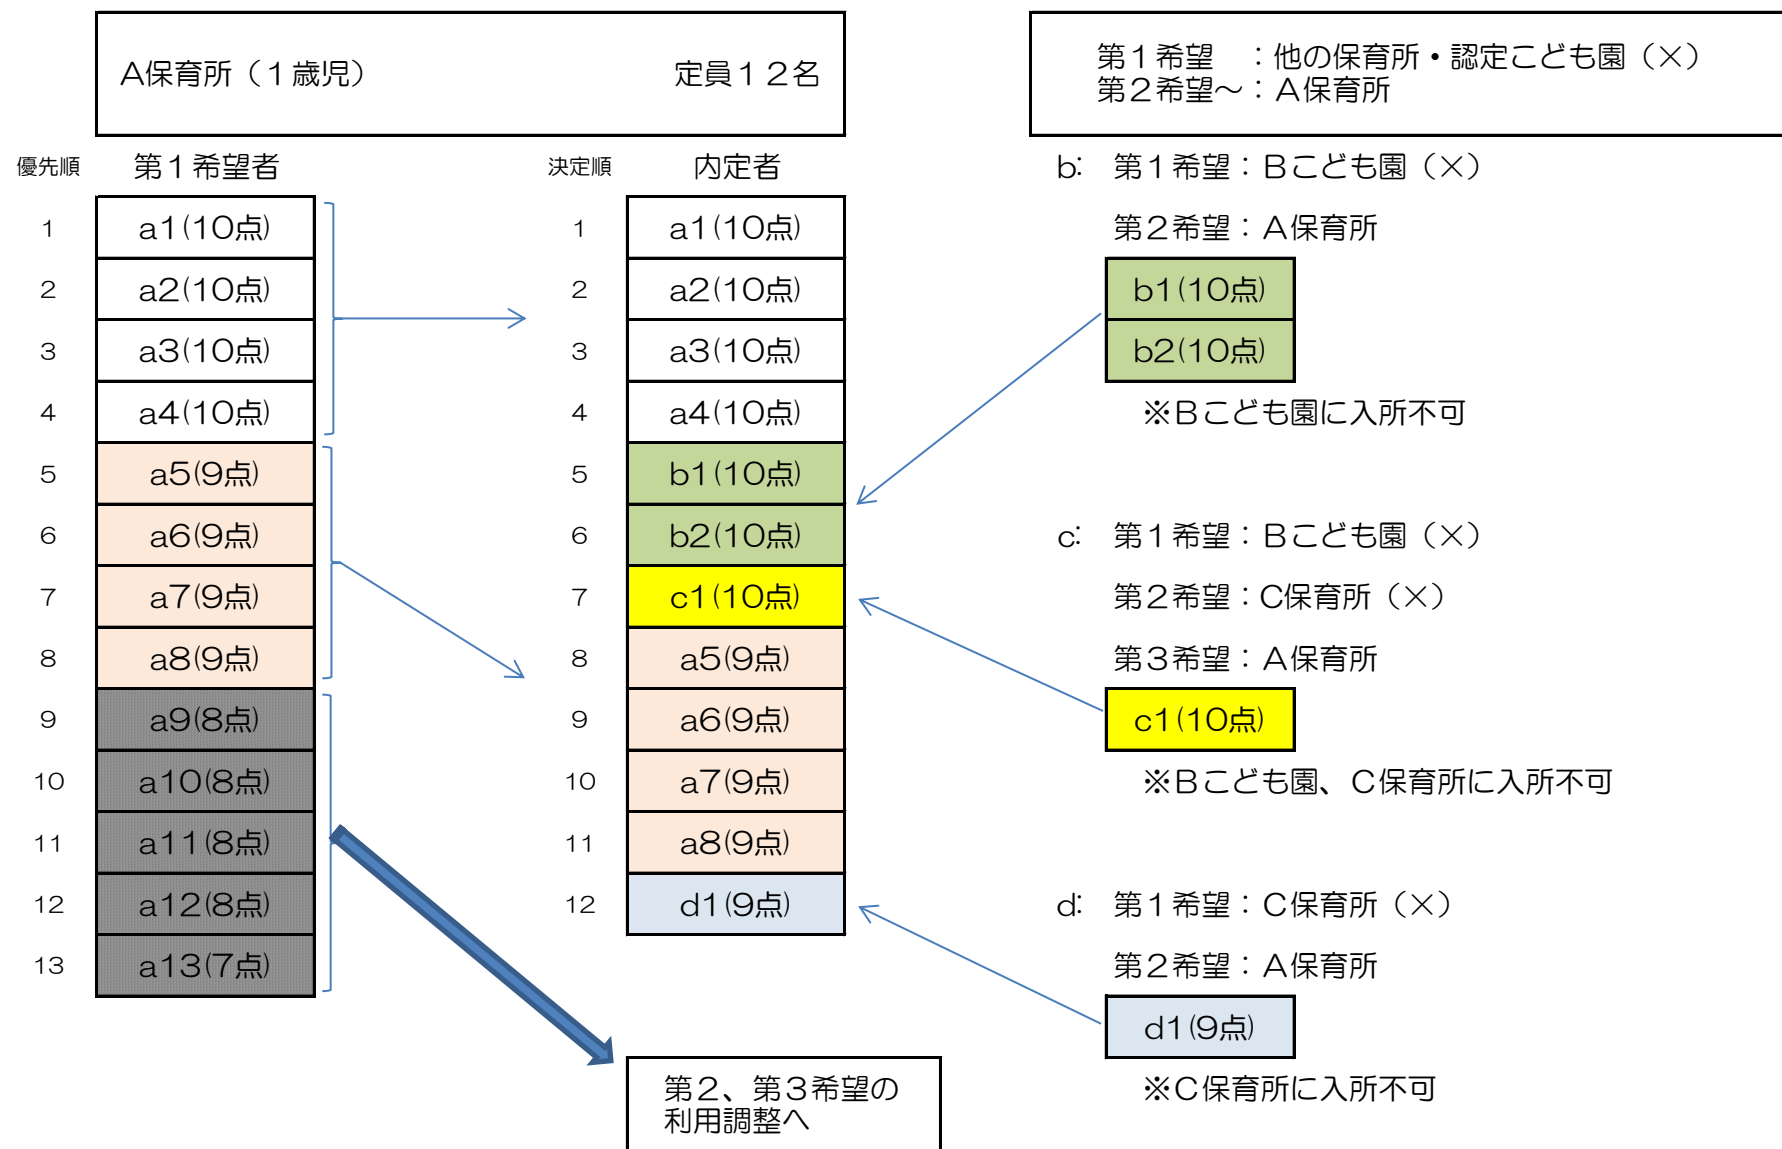 A保育所（１歳児）　定員１２名
第１希望　：他の保育所・認定こども園（×）
第２希望～：A保育所
優先順　第１希望者
1　a1(10点)
2　a2(10点)
3　a3(10点)
4　a4(10点)
5　a5(9点)
6　a6(9点)
7　a7(9点)
8　a8(9点)
9　a9(8点)
10　a10(8点)
11　a11(8点)
12　a12(8点)
13　a13(7点)
決定順　内定者
1　a1(10点)
2　a2(10点)
3　a3(10点)
4　a4(10点)
5　b1(10点)
6　b2(10点)
7　c1(10点)
8　a5(9点)
9　a6(9点)
10　a7(9点)
11　a8(9点)
12　d1(9点)
第２、第３希望の
利用調整へ
b:　第１希望：Bこども園（×）
第２希望：A保育所
b1(10点)
b2(10点)
※Bこども園に入所不可
c:　第１希望：Bこども園（×）
第２希望：C保育所（×）
第３希望：A保育所
c1(10点)
※Bこども園、C保育所に入所不可
d:　第１希望：C保育所（×）
第２希望：A保育所
d1(9点)
※C保育所に入所不可